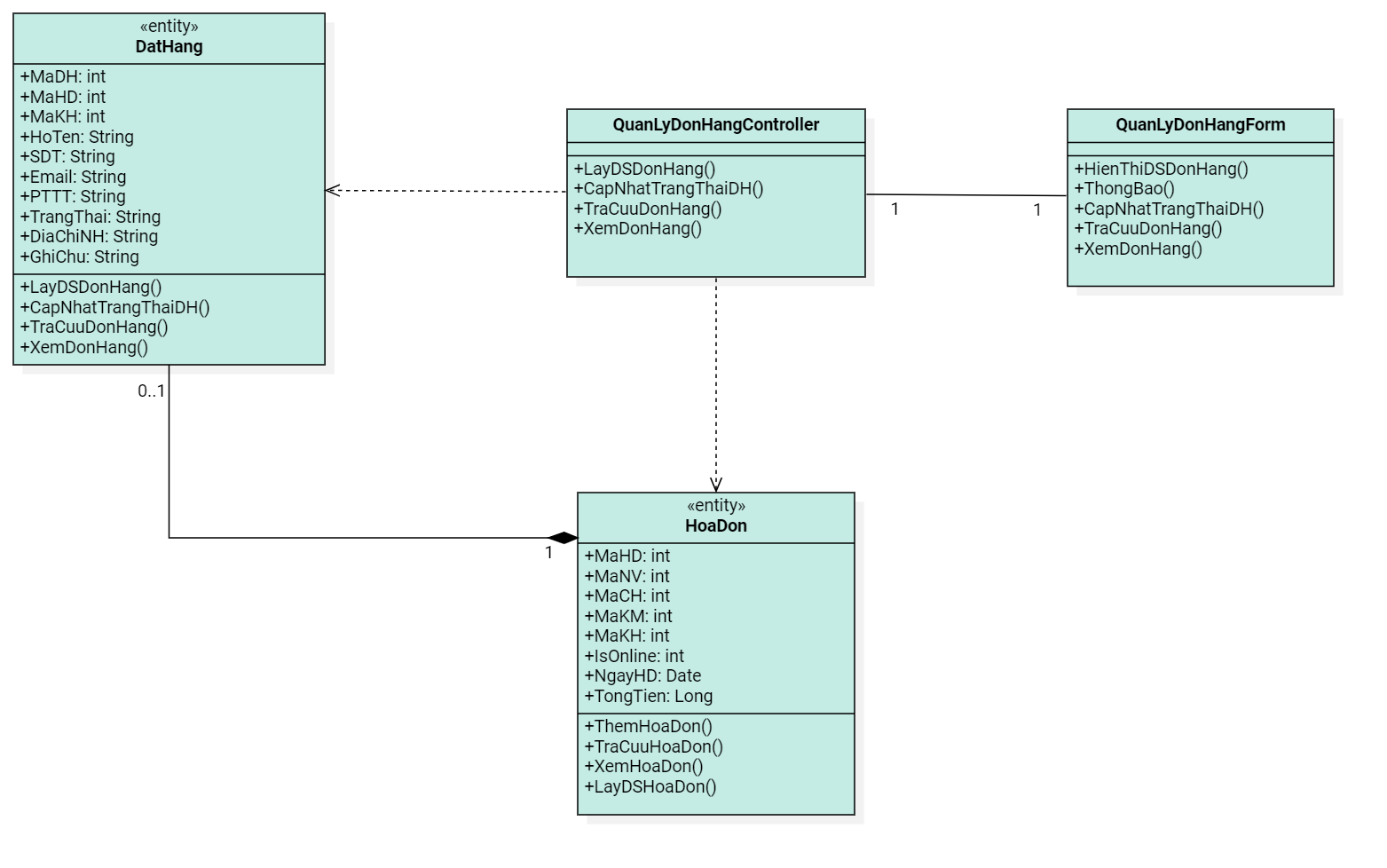 «entity»
DatHang
+MaDH: int
+MaHD: int
+MaKH: int
+HoTen: String
+SDT: String
+Email: String
+PTTT: String
+TrangThai: String
+DiaChiNH: String
+GhiChu: String
+LayDSDonHang()
+CapNhatTrangThaiDH()
+TraCuuDonHang()
+XemDonHang()
0..1
QuanLyDonHangController
+LayDSDonHang()
+CapNhatTrangThaiDH()
+TraCuuDonHang()
+XemDonHang()
1
1
QuanLyDonHangForm
+HienThiDSDonHang()
+ThongBao()
+CapNhatTrangThaiDH()
+TraCuuDonHang()
+XemDonHang()
1
«entity»
HoaDon
+MaHD: int
+MaNV: int
+MaCH: int
+MaKM: int
+MaKH: int
+IsOnline: int
+NgayHD: Date
+TongTien: Long
+ThemHoaDon()
+TraCuuHoaDon()
+XemHoaDon()
+LayDSHoaDon()